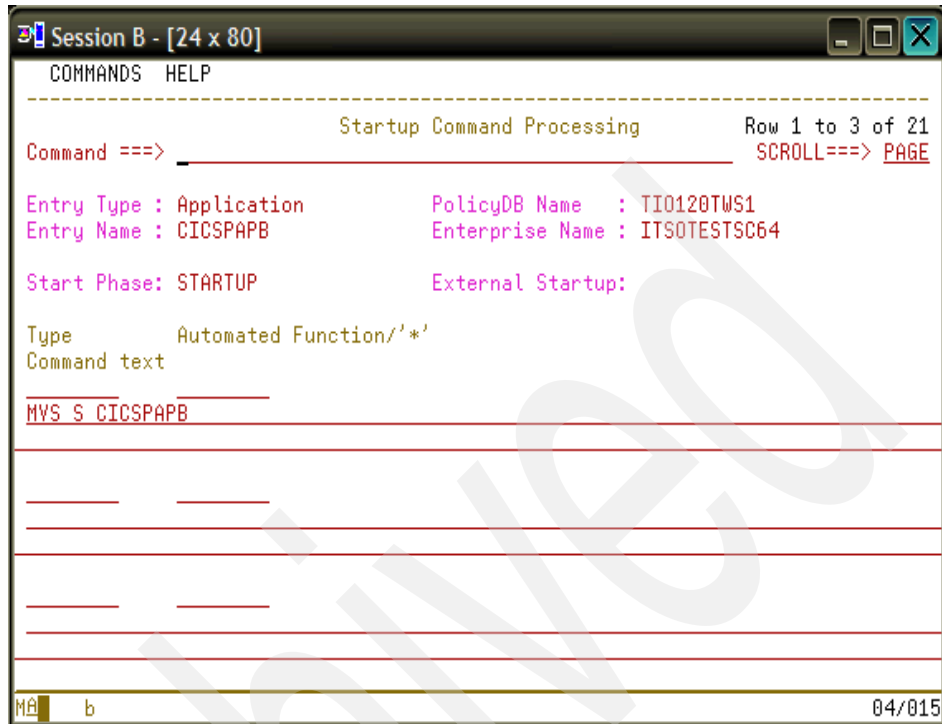 Session B - [24 x 80]
COMMANDS HELP
Startup Command Processing Row 1 to 3 of 21
Command ===> SCROLL===> PAGE
Entry Type : Application PolicyDB Name : TIO120TWS1
Entry Name : CICSPAPB Enterprise Name : ITSOTESTSC64
Start Phase: STARTUP External Startup:
Type Automated Function/'*'
Command text
MVS S CICSPAPB
MA b 04/015
hived